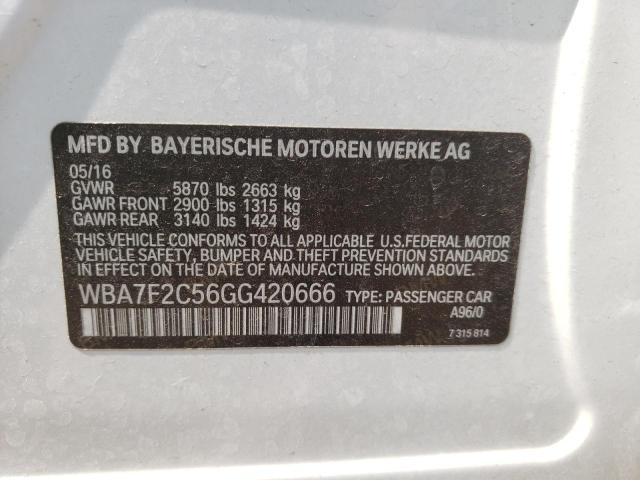 MFD BY BAYERISCHE MOTOREN WERKE AG
05/16
GVWR 5870 lbs 2663 kg
GAWR FRONT 2900 lbs 1315 kg
GAWR REAR 3140 lbs 1424 kg
THIS VEHICLE CONFORMS TO ALL APPLICABLE U.S.FEDERAL MOTOR
VEHICLE SAFETY, BUMPER AND THEFT PREVENTION STANDARDS
IN EFFECT ON THE DATE OF MANUFACTURE SHOWN ABOVE.
WBA7F2C56GG420666 TYPE: PASSENGER CAR
A96/0
7 315 814